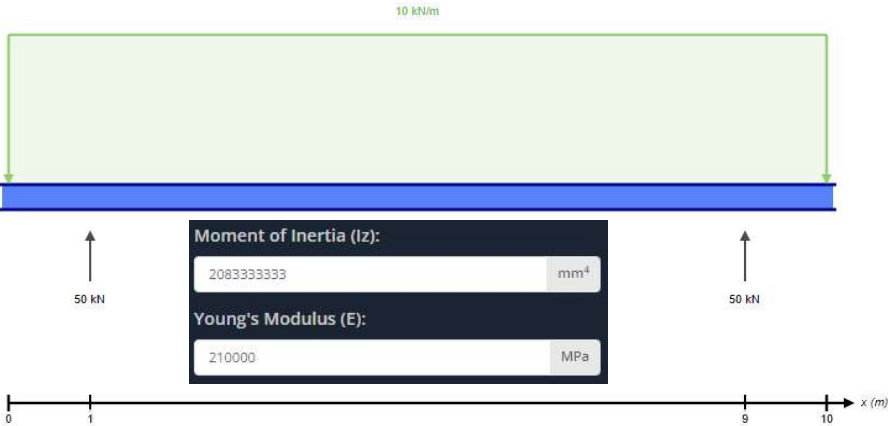 10 kN/m
Moment of Inertia (Iz):
2083333333 mm⁴
50 kN 50 kN
Young's Modulus (E):
210000 MPa
x (m)
0 1 9 10